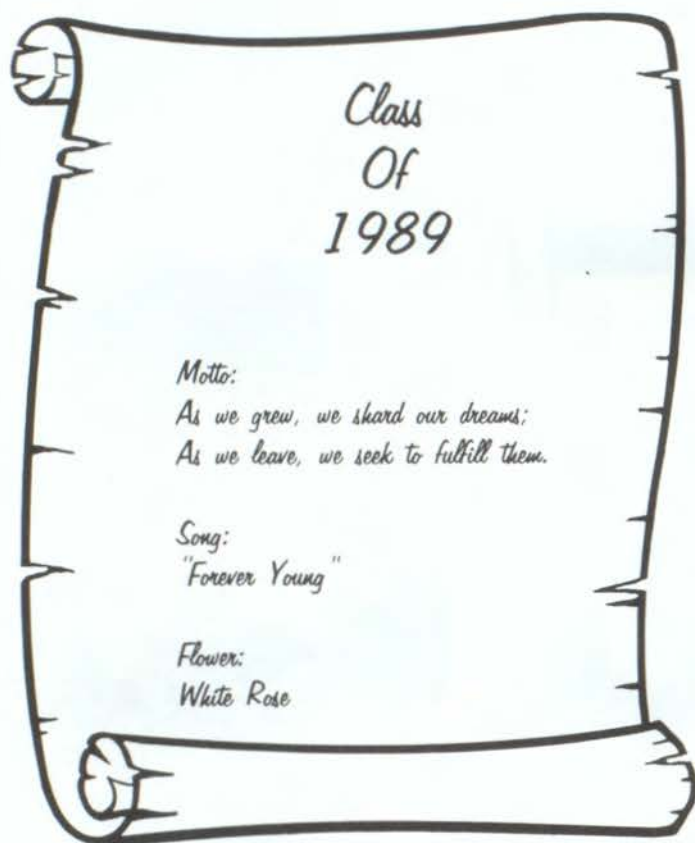 Class
Of
1989
Motto:
As we grew, we shard our dreams;
As we leave, we seek to fulfill them.
Song:
"Forever Young"
Flower:
White Rose